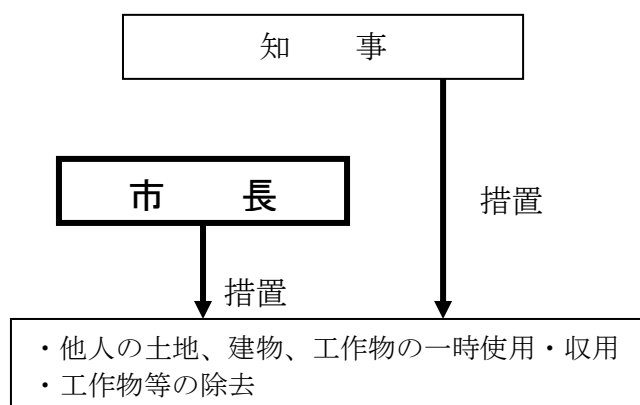 知　　事
市　　長
措置
措置
・他人の土地、建物、工作物の一時使用・収用
・工作物等の除去